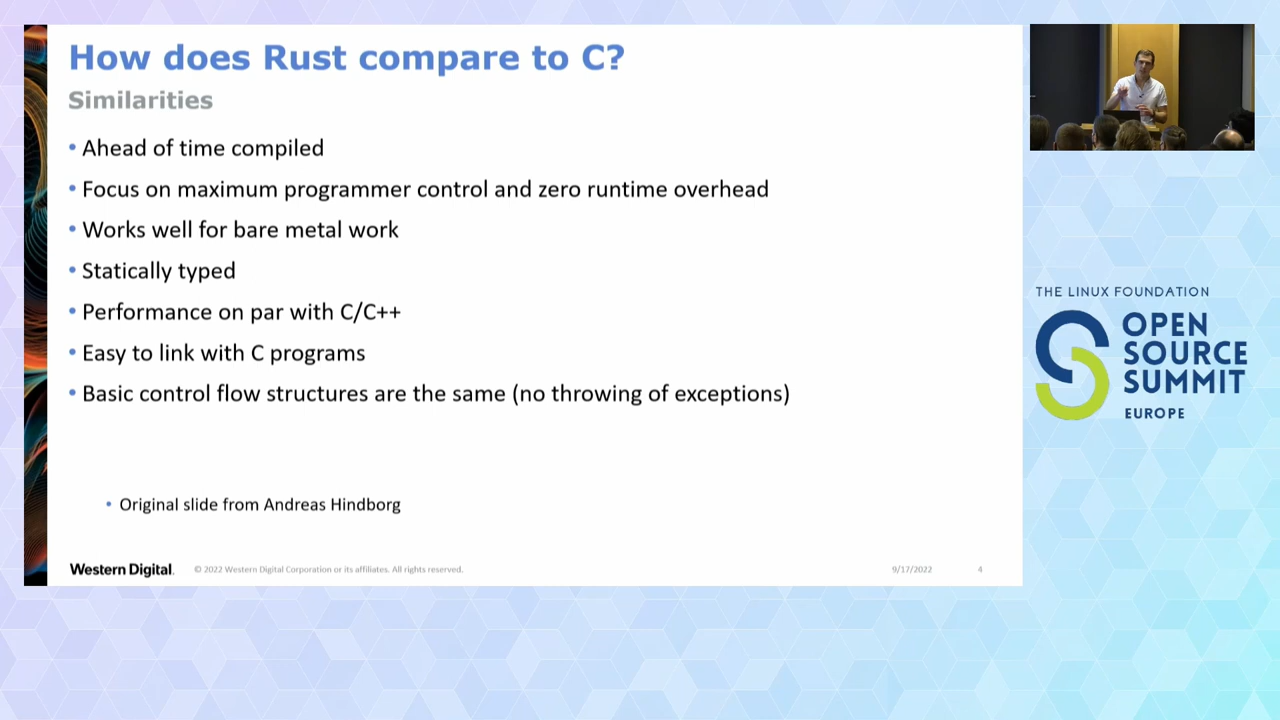 How does Rust compare to C?
Similarities
• Ahead of time compiled
• Focus on maximum programmer control and zero runtime overhead
• Works well for bare metal work
• Statically typed
• Performance on par with C/C++
• Easy to link with C programs
• Basic control flow structures are the same (no throwing of exceptions)
• Original slide from Andreas Hindborg
Western Digital. © 2022 Western Digital Corporation or its affiliates. All rights reserved. 9/17/2022 4
THE LINUX FOUNDATION
OPEN
SOURCE
SUMMIT
EUROPE